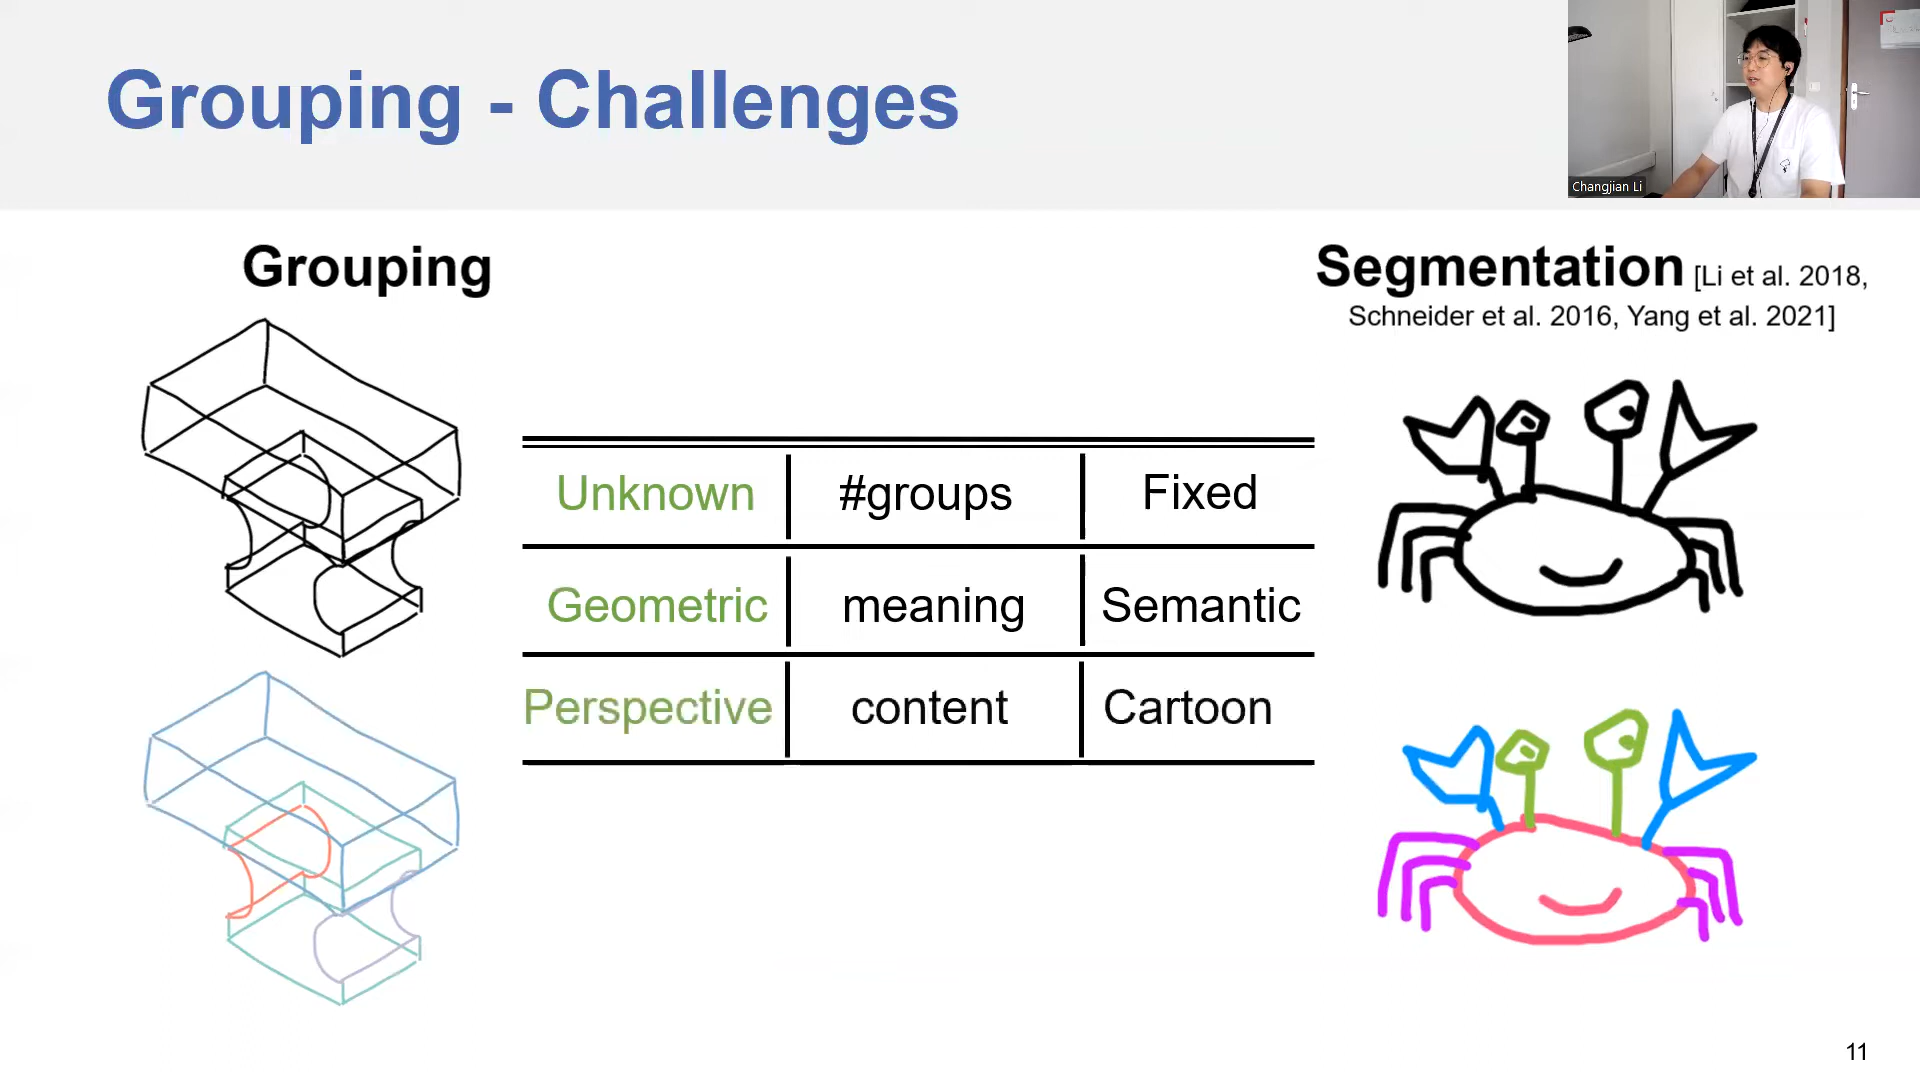 Grouping - Challenges
Changjian Li
Grouping
Segmentation [Li et al. 2018,
Schneider et al. 2016, Yang et al. 2021]
Unknown #groups Fixed
Geometric meaning Semantic
Perspective content Cartoon
11